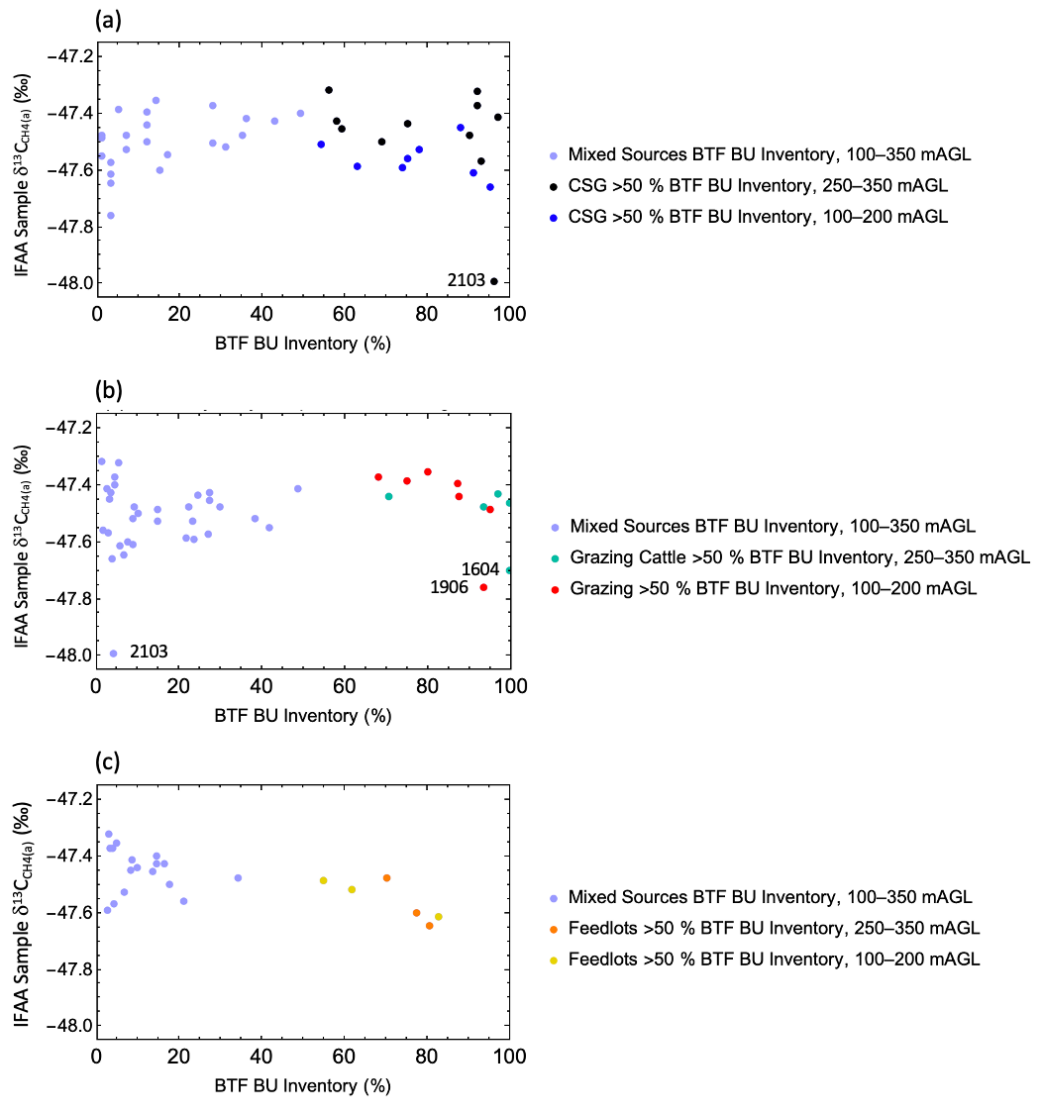 (a)
−47.2
−47.4
−47.6
−47.8
−48.0
IFAA Sample δ¹³C_CH4(a) (‰)
2103
0 20 40 60 80 100
BTF BU Inventory (%)
Mixed Sources BTF BU Inventory, 100–350 mAGL
CSG >50 % BTF BU Inventory, 250–350 mAGL
CSG >50 % BTF BU Inventory, 100–200 mAGL
(b)
−47.2
−47.4
−47.6
−47.8
−48.0
IFAA Sample δ¹³C_CH4(a) (‰)
1604
1906
2103
0 20 40 60 80 100
BTF BU Inventory (%)
Mixed Sources BTF BU Inventory, 100–350 mAGL
Grazing Cattle >50 % BTF BU Inventory, 250–350 mAGL
Grazing >50 % BTF BU Inventory, 100–200 mAGL
(c)
−47.2
−47.4
−47.6
−47.8
−48.0
IFAA Sample δ¹³C_CH4(a) (‰)
0 20 40 60 80 100
BTF BU Inventory (%)
Mixed Sources BTF BU Inventory, 100–350 mAGL
Feedlots >50 % BTF BU Inventory, 250–350 mAGL
Feedlots >50 % BTF BU Inventory, 100–200 mAGL